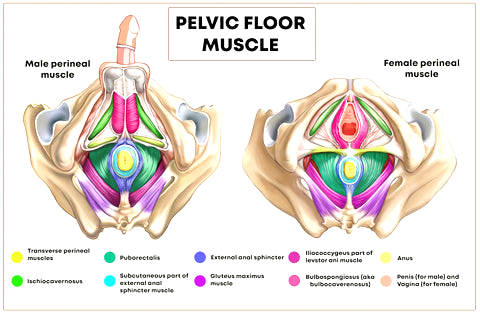 PELVIC FLOOR
MUSCLE
Male perineal
muscle
Female perineal
muscle
Transverse perineal
muscles
Puborectalis
External anal sphincter
Iliococcygeus part of
levator ani muscle
Anus
Ischiocavernosus
Subcutaneous part of
external anal
sphincter muscle
Gluteus maximus
muscle
Bulbospongiosus (aka
bulbocaverenosus)
Penis (for male) and
Vagina (for female)